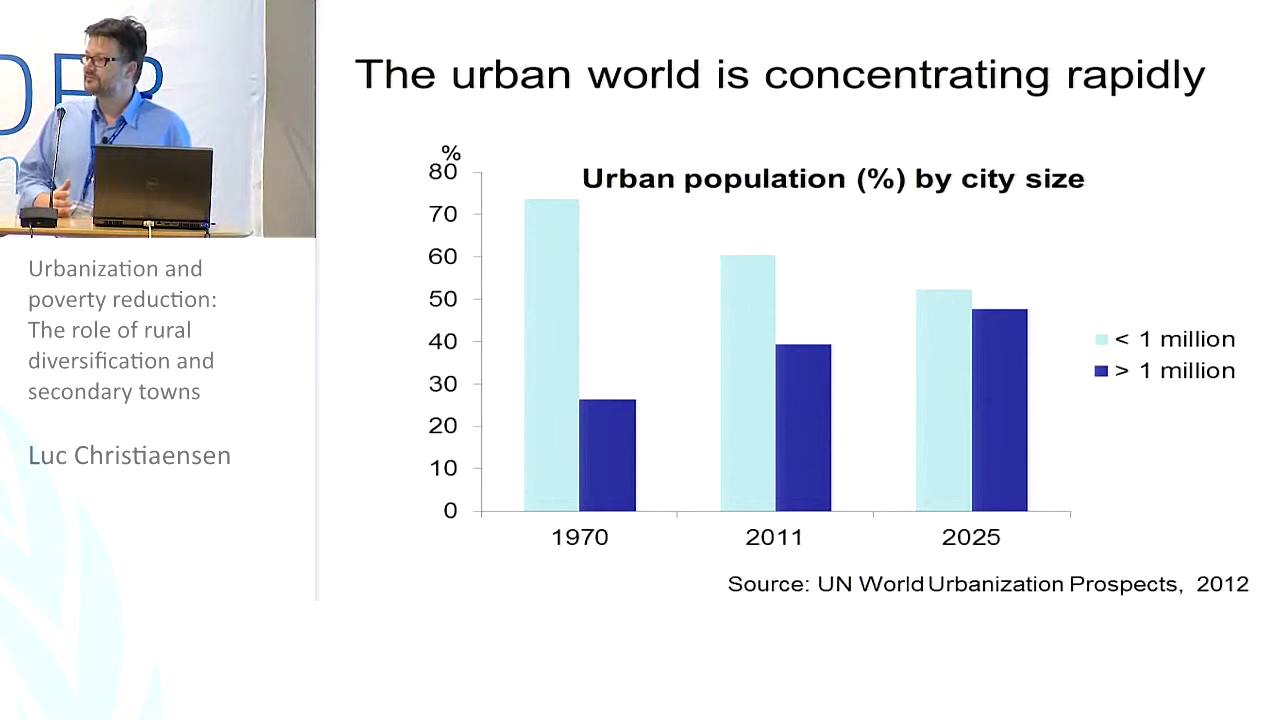 The urban world is concentrating rapidly
Urbanization and
poverty reduction:
The role of rural
diversification and
secondary towns
Luc Christiaensen
%
Urban population (%) by city size
80
70
60
50
40
30
20
10
0
1970 2011 2025
< 1 million
> 1 million
Source: UN World Urbanization Prospects, 2012